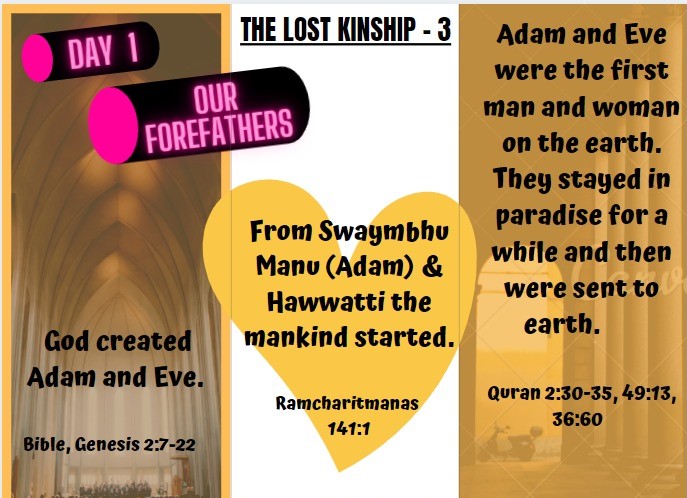 DAY 1
OUR
FOREFATHERS
God created
Adam and Eve.
Bible, Genesis 2:7-22
THE LOST KINSHIP - 3
From Swaymbhu
Manu (Adam) &
Hawwatti the
mankind started.
Ramcharitmanas
141:1
Adam and Eve
were the first
man and woman
on the earth.
They stayed in
paradise for a
while and then
were sent to
earth.
Quran 2:30-35, 49:13,
36:60